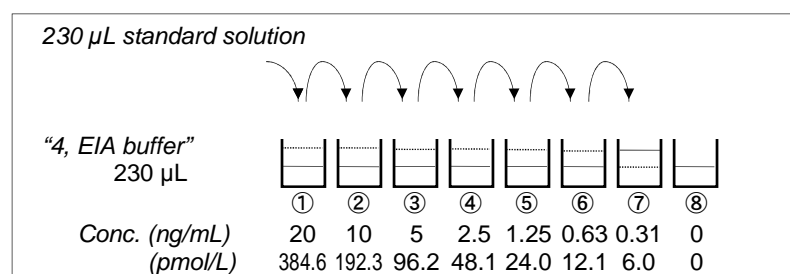 230 µL standard solution
“4, EIA buffer”
230 µL
① ② ③ ④ ⑤ ⑥ ⑦ ⑧
Conc. (ng/mL) 20 10 5 2.5 1.25 0.63 0.31 0
(pmol/L) 384.6 192.3 96.2 48.1 24.0 12.1 6.0 0